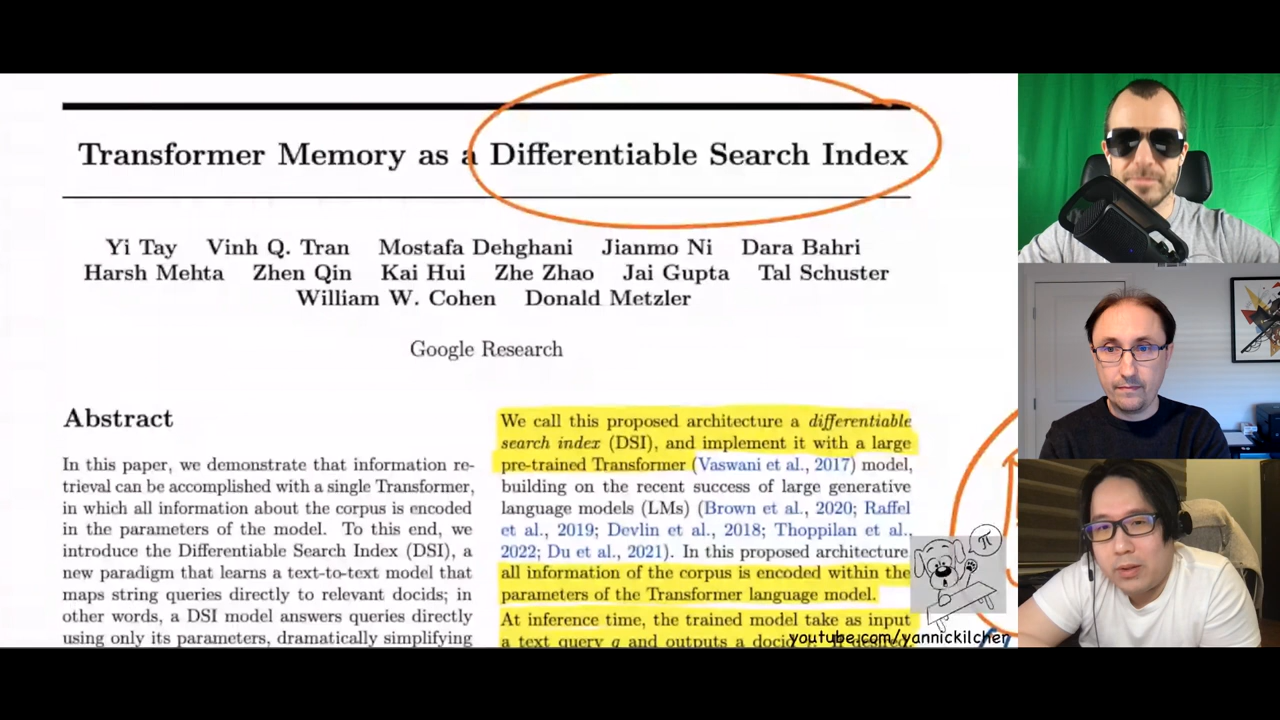 Transformer Memory as a Differentiable Search Index
Yi Tay Vinh Q. Tran Mostafa Dehghani Jianmo Ni Dara Bahri
Harsh Mehta Zhen Qin Kai Hui Zhe Zhao Jai Gupta Tal Schuster
William W. Cohen Donald Metzler
Google Research
Abstract
In this paper, we demonstrate that information re-
trieval can be accomplished with a single Transformer,
in which all information about the corpus is encoded
in the parameters of the model. To this end, we
introduce the Differentiable Search Index (DSI), a
new paradigm that learns a text-to-text model that
maps string queries directly to relevant docids; in
other words, a DSI model answers queries directly
using only its parameters, dramatically simplifying
We call this proposed architecture a differentiable
search index (DSI), and implement it with a large
pre-trained Transformer (Vaswani et al., 2017) model,
building on the recent success of large generative
language models (LMs) (Brown et al., 2020; Raffel
et al., 2019; Devlin et al., 2018; Thoppilan et al.,
2022; Du et al., 2021). In this proposed architecture
all information of the corpus is encoded within the
parameters of the Transformer language model.
At inference time, the trained model take as input
a text query q and outputs a docid
π
youtube.com/yannickilcher